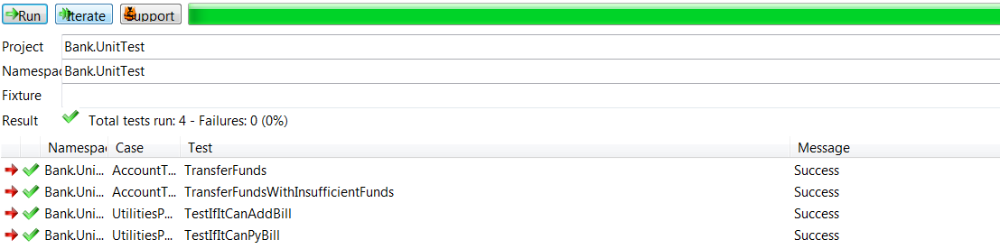 Run Iterate Support
Project Bank.UnitTest
Namespac Bank.UnitTest
Fixture
Result Total tests run: 4 - Failures: 0 (0%)
Namespac Case Test Message
Bank.Uni... AccountT... TransferFunds Success
Bank.Uni... AccountT... TransferFundsWithInsufficientFunds Success
Bank.Uni... UtilitiesP... TestIfItCanAddBill Success
Bank.Uni... UtilitiesP... TestIfItCanPyBill Success